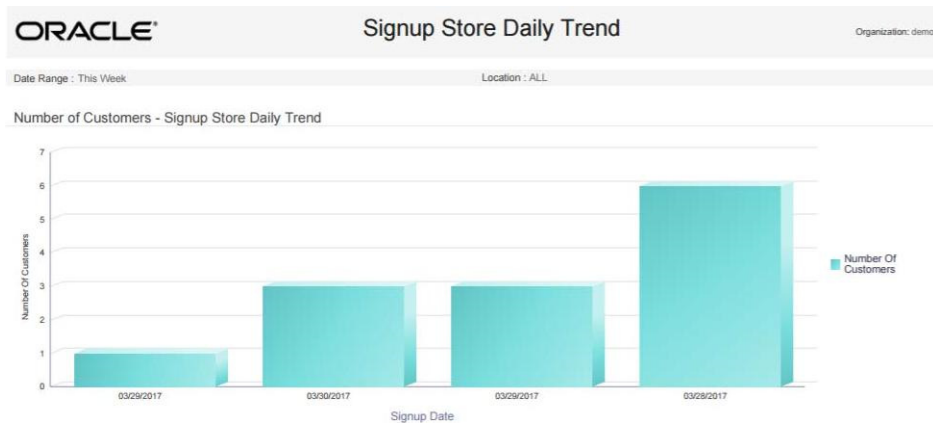 ORACLE®
Signup Store Daily Trend
Organization: demo
Date Range : This Week
Location : ALL
Number of Customers - Signup Store Daily Trend
7
6
5
4
3
2
1
0
Number Of Customers
03/29/2017
03/30/2017
03/29/2017
03/28/2017
Signup Date
Number Of
Customers